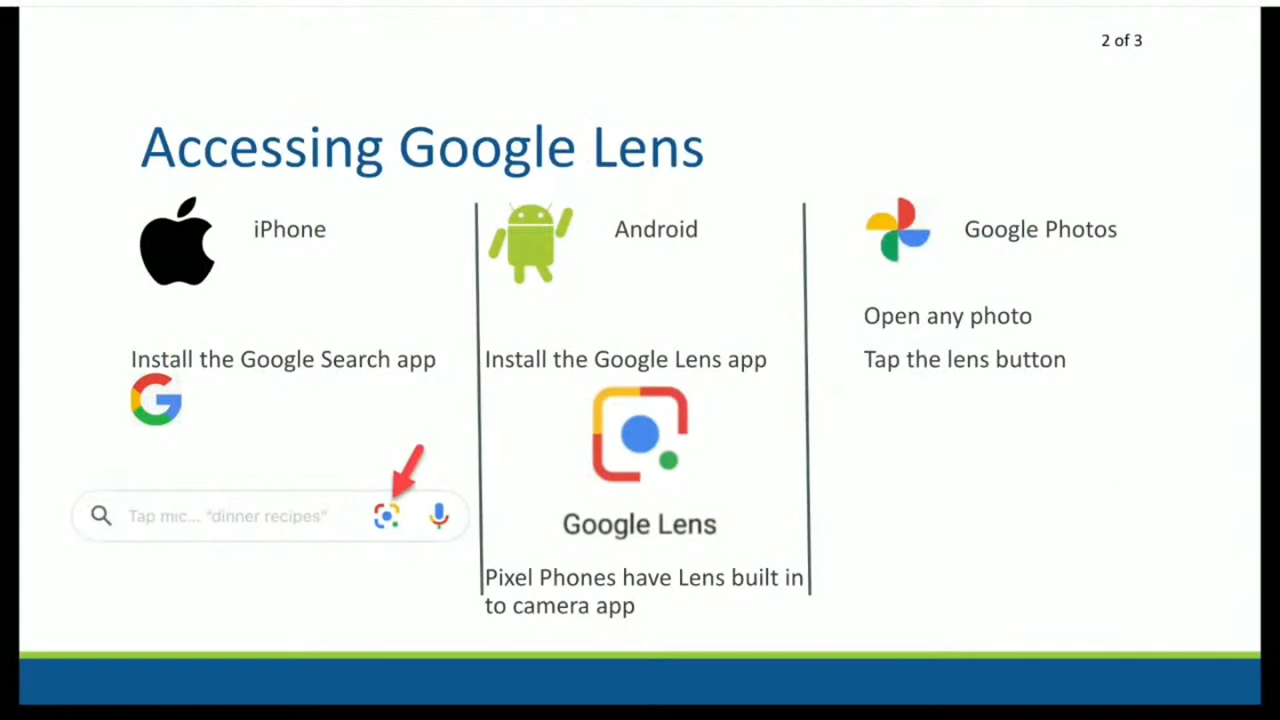 2 of 3
Accessing Google Lens
iPhone
Install the Google Search app
Tap mic... "dinner recipes"
Android
Install the Google Lens app
Google Lens
Pixel Phones have Lens built in
to camera app
Google Photos
Open any photo
Tap the lens button